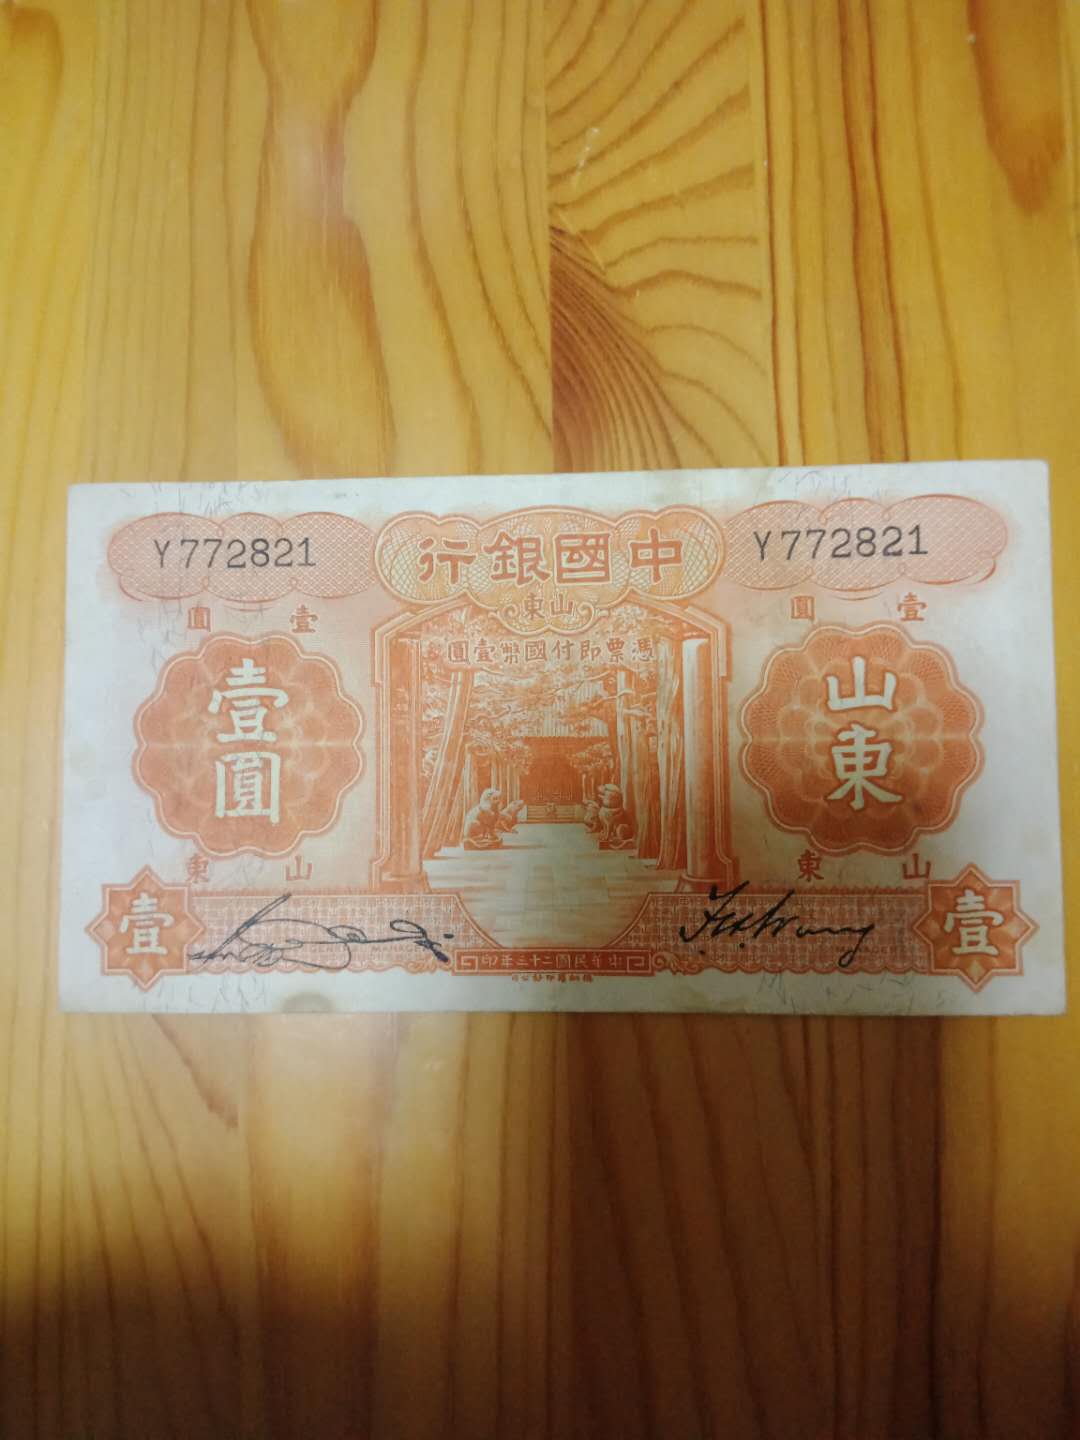 Y772821
中國銀行
Y772821
山東
圓 壹
圓 壹
憑票即付國幣壹圓
壹圓
山東
東 山
東 山
壹
壹
中華民國二十三年印